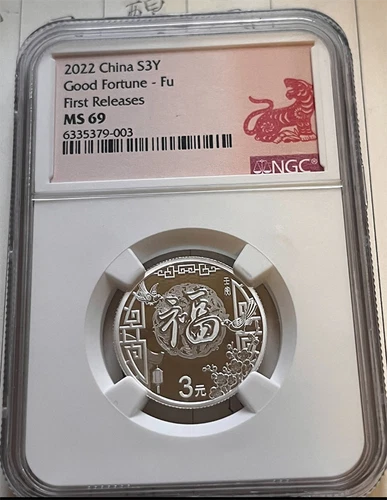 2022 China S3Y
Good Fortune - Fu
First Releases
MS 69
6335379-003
NGC®
福
3元